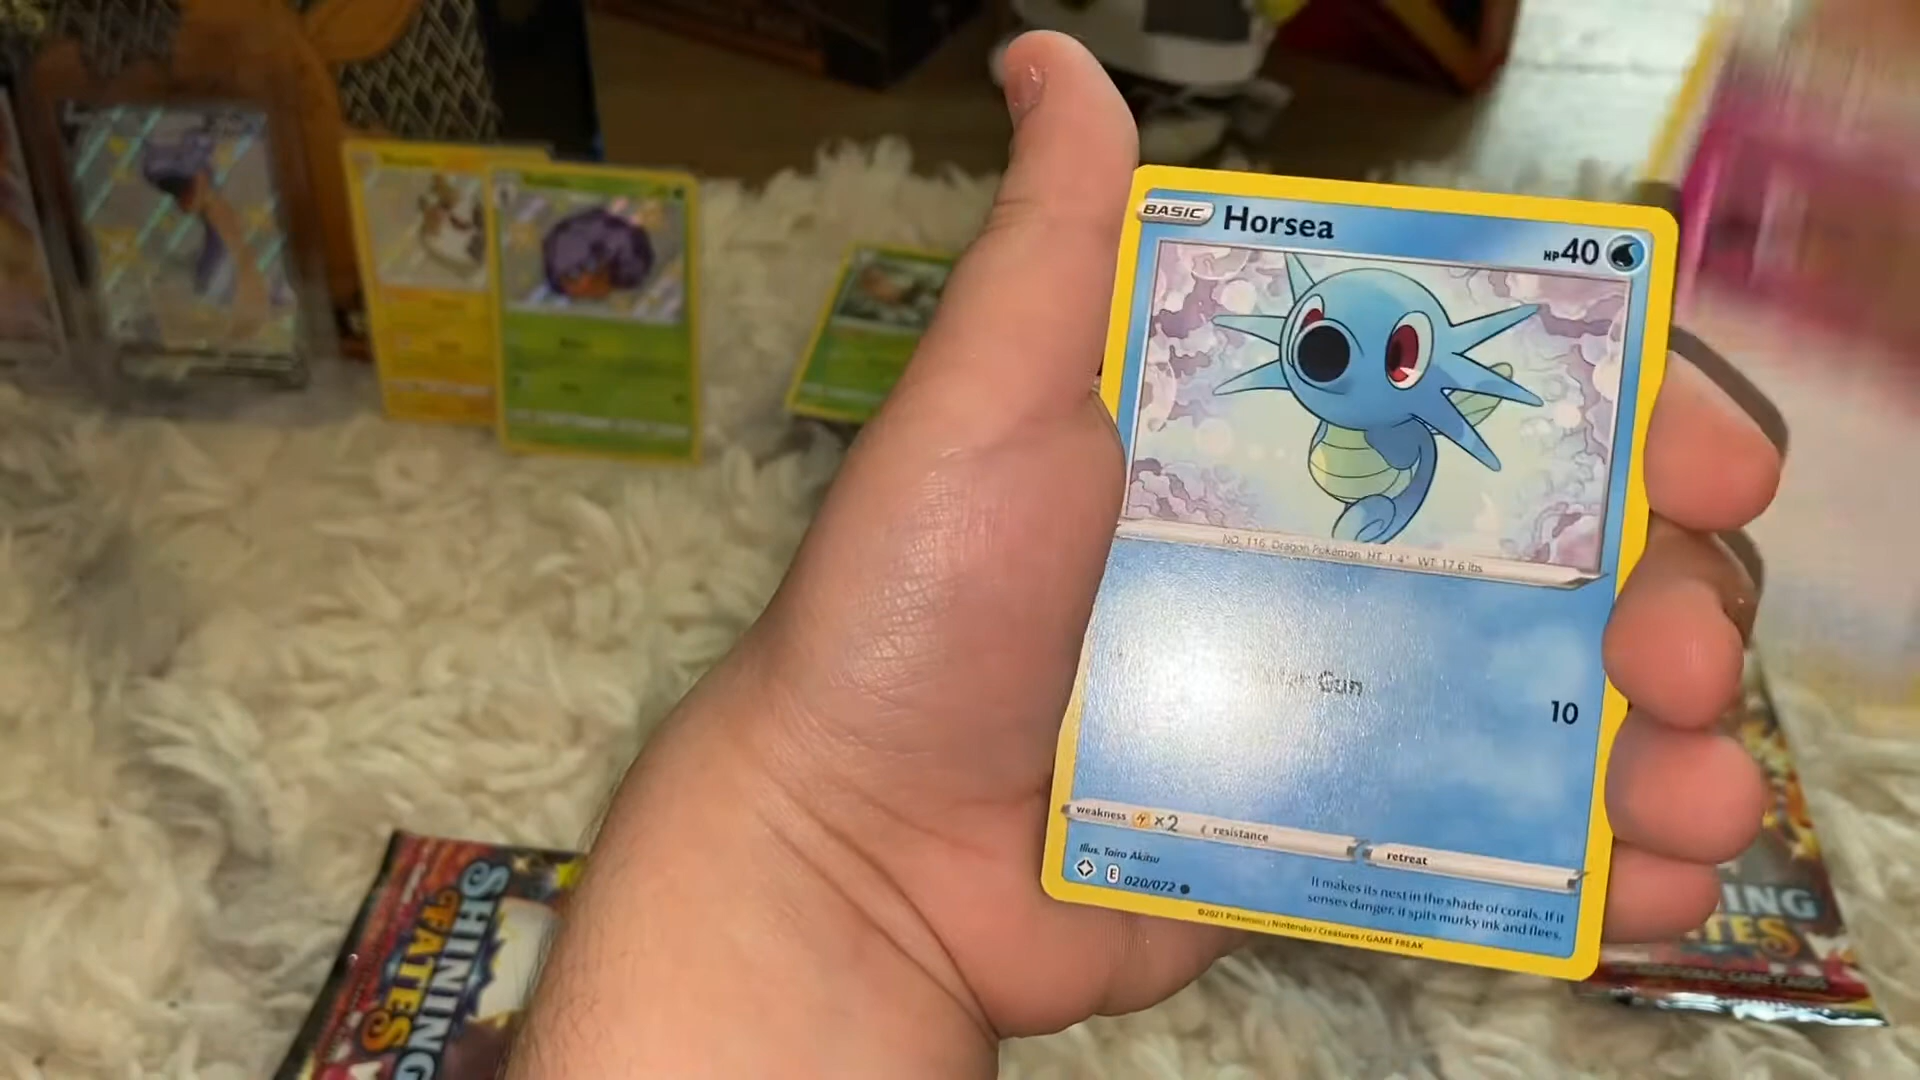 BASIC Horsea HP40
NO. 116 Dragon Pokémon HT: 1'4" WT: 17.6 lbs
Gun
10
weakness ×2 resistance
retreat
Illus. Taira Akitsu
E 020/072
It makes its nest in the shade of corals. If it
senses danger, it spits murky ink and flees.
©2021 Pokémon / Nintendo / Creatures / GAME FREAK
SHINING
FATES